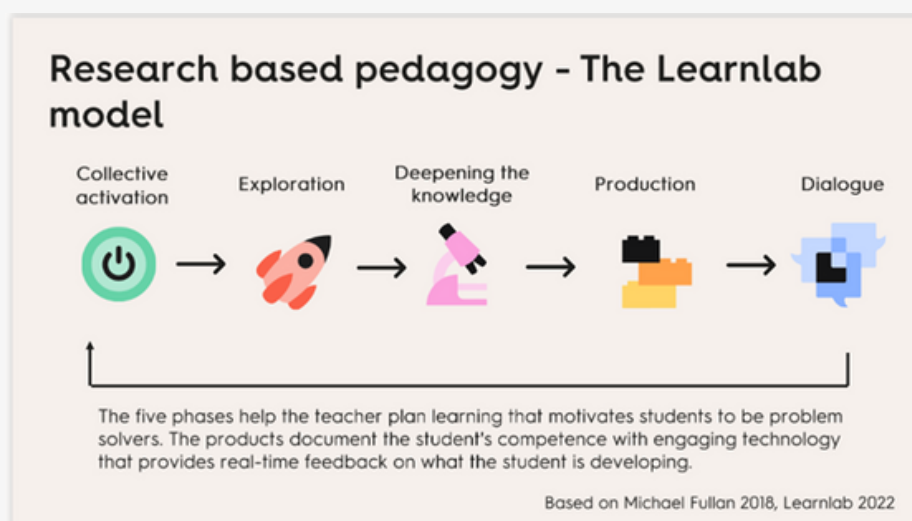 Research based pedagogy - The Learnlab
model
Collective
activation
Exploration
Deepening the
knowledge
Production
Dialogue
The five phases help the teacher plan learning that motivates students to be problem
solvers. The products document the student's competence with engaging technology
that provides real-time feedback on what the student is developing.
Based on Michael Fullan 2018, Learnlab 2022